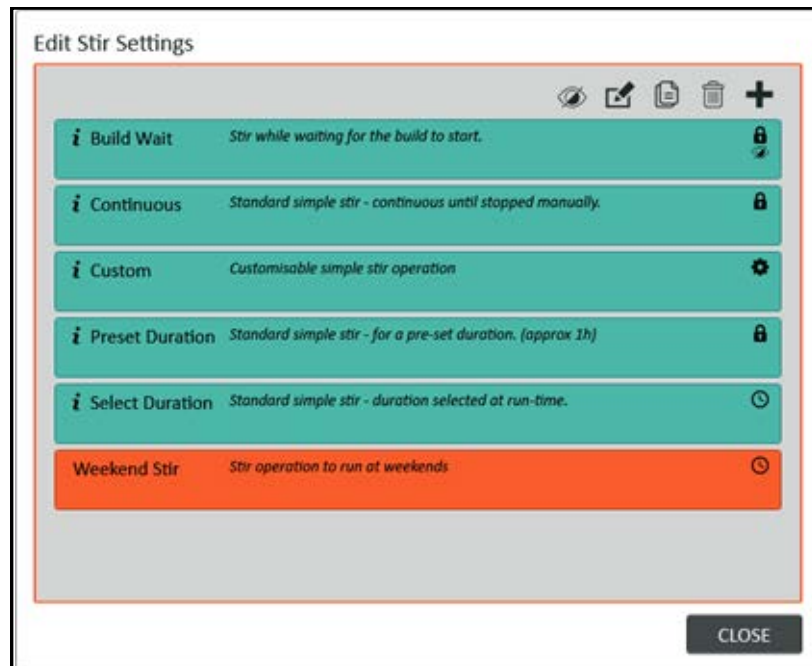 Edit Stir Settings
i Build Wait Stir while waiting for the build to start.
i Continuous Standard simple stir - continuous until stopped manually.
i Custom Customisable simple stir operation
i Preset Duration Standard simple stir - for a pre-set duration. (approx 1h)
i Select Duration Standard simple stir - duration selected at run-time.
Weekend Stir Stir operation to run at weekends
CLOSE